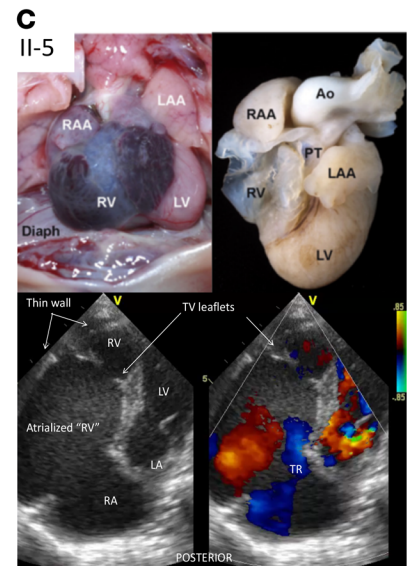 C
II-5
LAA
RAA
RV
LV
Diaph
Ao
RAA
PT
LAA
RV
LV
Thin wall
V
TV leaflets
V
RV
LV
Atrialized “RV”
LA
RA
5
TR
.85
-.85
POSTERIOR